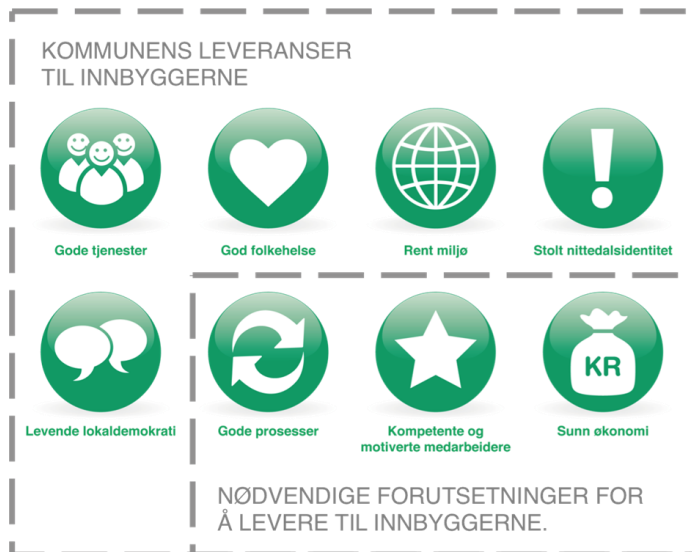 KOMMUNENS LEVERANSER
TIL INNBYGGERNE
Gode tjenester
God folkehelse
Rent miljø
Stolt nittedalsidentitet
KR
Levende lokaldemokrati
Gode prosesser
Kompetente og
motiverte medarbeidere
Sunn økonomi
NØDVENDIGE FORUTSETNINGER FOR
Å LEVERE TIL INNBYGGERNE.